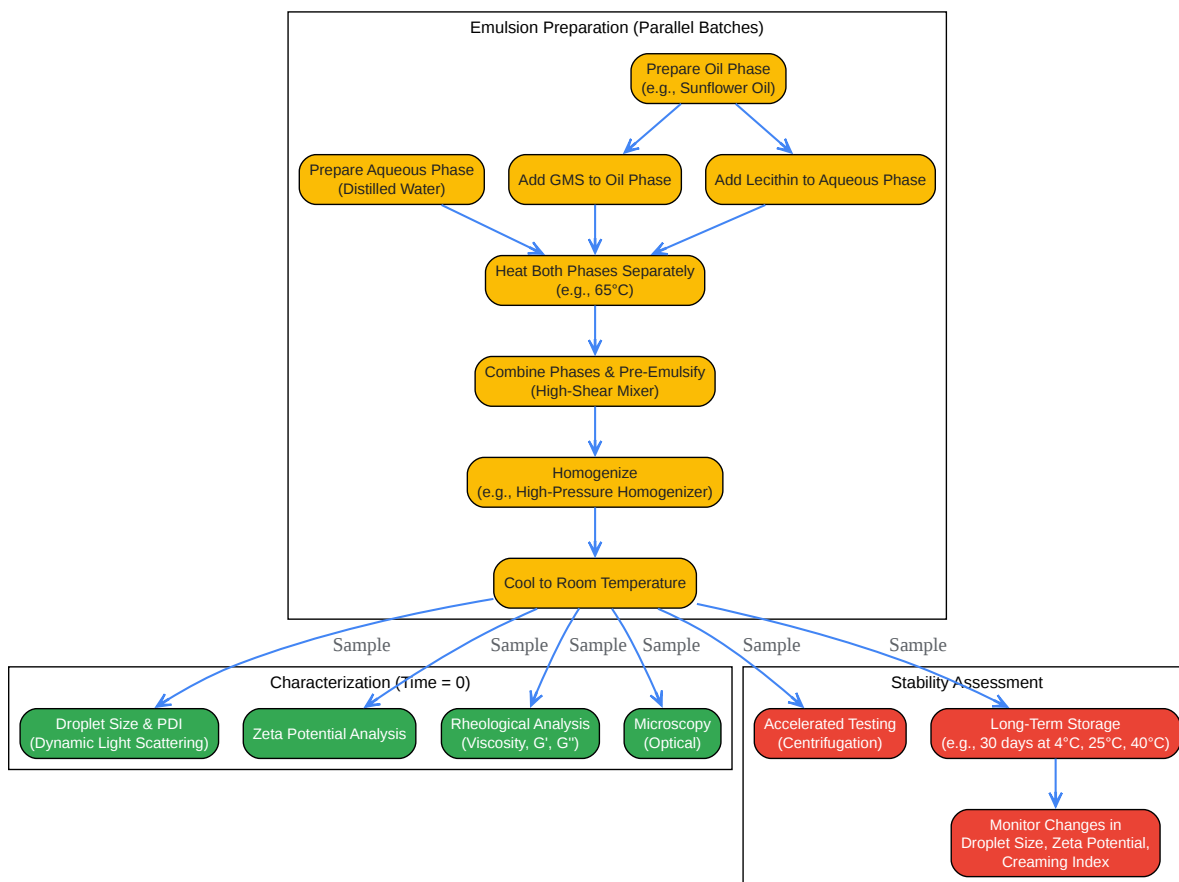 Emulsion Preparation (Parallel Batches)
Prepare Oil Phase
(e.g., Sunflower Oil)
Prepare Aqueous Phase
(Distilled Water)
Add GMS to Oil Phase
Add Lecithin to Aqueous Phase
Heat Both Phases Separately
(e.g., 65°C)
Combine Phases & Pre-Emulsify
(High-Shear Mixer)
Homogenize
(e.g., High-Pressure Homogenizer)
Cool to Room Temperature
Sample
Sample
Sample
Sample
Sample
Sample
Characterization (Time = 0)
Droplet Size & PDI
(Dynamic Light Scattering)
Zeta Potential Analysis
Rheological Analysis
(Viscosity, G', G'')
Microscopy
(Optical)
Stability Assessment
Accelerated Testing
(Centrifugation)
Long-Term Storage
(e.g., 30 days at 4°C, 25°C, 40°C)
Monitor Changes in
Droplet Size, Zeta Potential,
Creaming Index